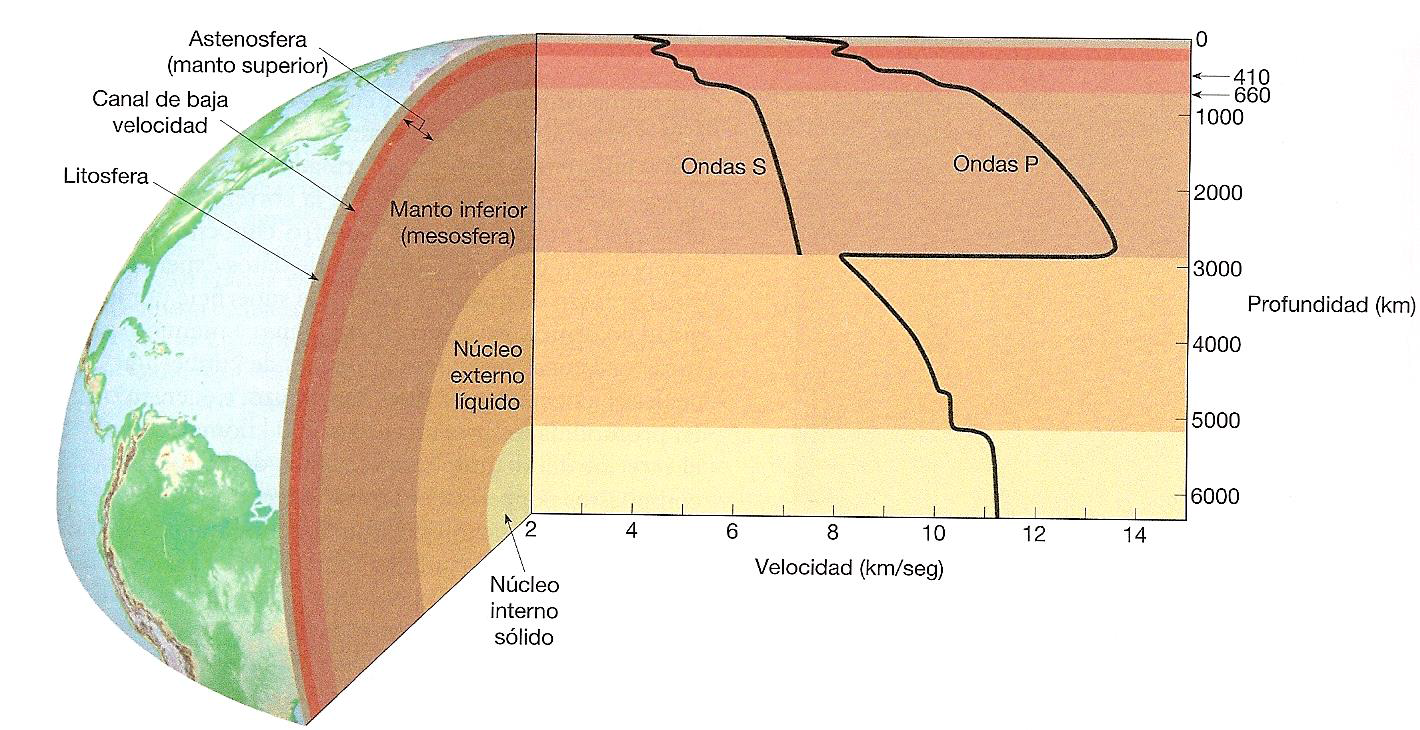 Astenosfera
(manto superior)
Canal de baja
velocidad
Litosfera
Manto inferior
(mesosfera)
Núcleo
externo
líquido
Núcleo
interno
sólido
Ondas S
Ondas P
0
410
660
1000
2000
3000
4000
5000
6000
Profundidad (km)
2 4 6 8 10 12 14
Velocidad (km/seg)